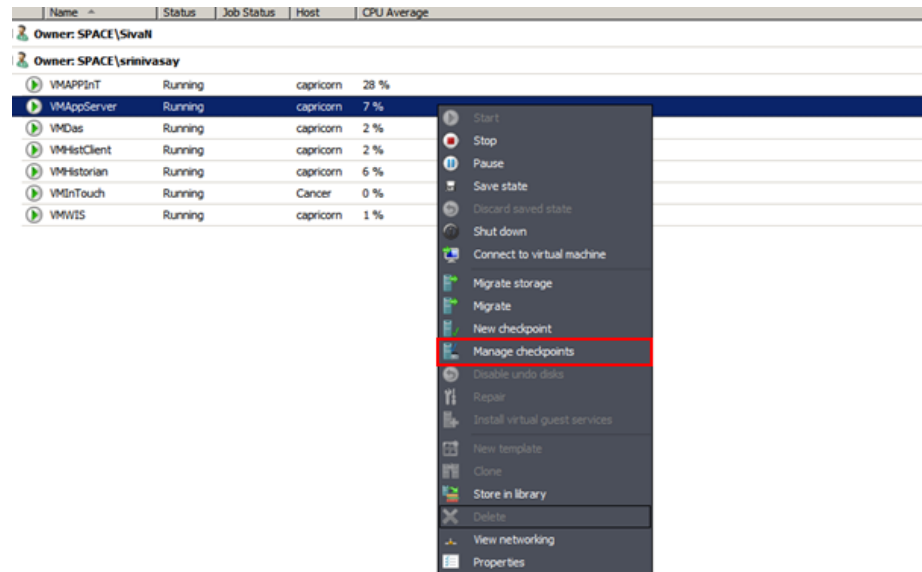 Name Status Job Status Host CPU Average
Owner: SPACE\SivaN
Owner: SPACE\srinivasay
VMAPPInT Running capricorn 28 %
VMAppServer Running capricorn 7 %
VMDas Running capricorn 2 %
VMHistClient Running capricorn 2 %
VMHistorian Running capricorn 6 %
VMInTouch Running Cancer 0 %
VMWIS Running capricorn 1 %
Start
Stop
Pause
Save state
Discard saved state
Shut down
Connect to virtual machine
Migrate storage
Migrate
New checkpoint
Manage checkpoints
Disable undo disks
Repair
Install virtual guest services
New template
Clone
Store in library
Delete
View networking
Properties